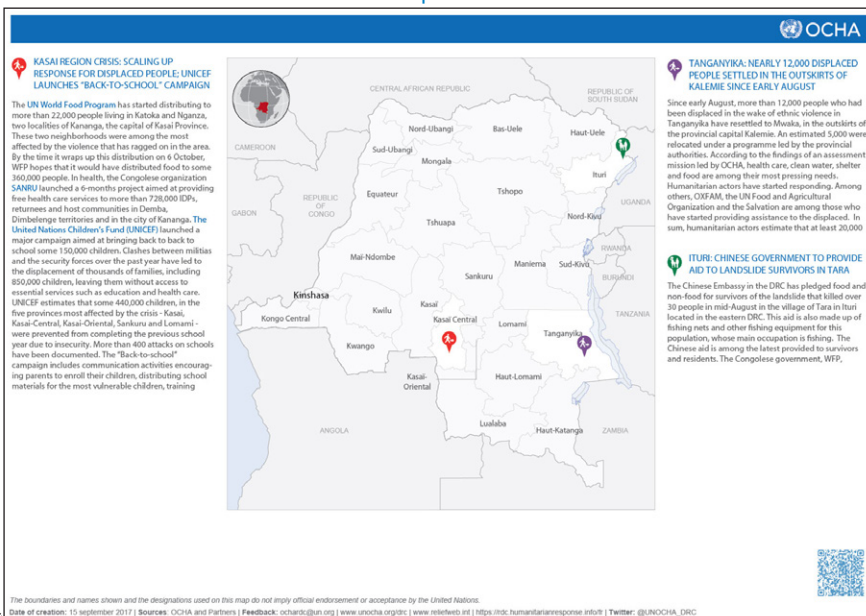 OCHA
KASAI REGION CRISIS: SCALING UP
RESPONSE FOR DISPLACED PEOPLE; UNICEF
LAUNCHES "BACK-TO-SCHOOL" CAMPAIGN
The UN World Food Program has started distributing to
more than 22,000 people living in Katoka and Nganza,
two localities of Kananga, the capital of Kasai Province.
These two neighborhoods were among the most
affected by the violence that has ragged on in the area.
By the time it wraps up this distribution on 6 October,
WFP hopes that it would have distributed food to some
360,000 people. In health, the Congolese organization
SANRU launched a 6-months project aimed at providing
free health care services to more than 728,000 IDPs,
returnees and host communities in Demba,
Dimbelenge territories and in the city of Kananga. The
United Nations Children's Fund (UNICEF) launched a
major campaign aimed at bringing back to back to
school some 150,000 children. Clashes between militias
and the security forces over the past year have led to
the displacement of thousands of families, including
850,000 children, leaving them without access to
essential services such as education and health care.
UNICEF estimates that some 440,000 children, in the
five provinces most affected by the crisis - Kasai,
Kasai-Central, Kasai-Oriental, Sankuru and Lomami -
were prevented from completing the previous school
year due to insecurity. More than 400 attacks on schools
have been documented. The "Back-to-school"
campaign includes communication activities encourag-
ing parents to enroll their children, distributing school
materials for the most vulnerable children, training
CENTRAL AFRICAN REPUBLIC
REPUBLIC OF
SOUTH SUDAN
CAMEROON
Nord-Ubangi
Bas-Uele
Haut-Uele
Sud-Ubangi
Mongala
Ituri
REPUBLIC
OF
CONGO
Equateur
Tshopo
UGANDA
GABON
Tshuapa
Nord-Kivu
RWANDA
Mai-Ndombe
Maniema
Sud-Kivu
BURUNDI
Sankuru
Kinshasa
Kasaï
TANZANIA
Kongo Central
Kwilu
Kasaï Central
Lomami
Tanganyika
Kwango
Kasaï-
Oriental
Haut-Lomami
ANGOLA
Lualaba
Haut-Katanga
ZAMBIA
TANGANYIKA: NEARLY 12,000 DISPLACED
PEOPLE SETTLED IN THE OUTSKIRTS OF
KALEMIE SINCE EARLY AUGUST
Since early August, more than 12,000 people who had
been displaced in the wake of ethnic violence in
Tanganyika have resettled to Mwaka, in the outskirts of
the provincial capital Kalemie. An estimated 5,000 were
relocated under a programme led by the provincial
authorities. According to the findings of an assessment
mission led by OCHA, health care, clean water, shelter
and food are among their most pressing needs.
Humanitarian actors have started responding. Among
others, OXFAM, the UN Food and Agricultural
Organization and the Salvation are among those who
have started providing assistance to the displaced. In
sum, humanitarian actors estimate that at least 20,000
ITURI: CHINESE GOVERNMENT TO PROVIDE
AID TO LANDSLIDE SURVIVORS IN TARA
The Chinese Embassy in the DRC has pledged food and
non-food for survivors of the landslide that killed over
30 people in mid-August in the village of Tara in Ituri
located in the eastern DRC. This aid is also made up of
fishing nets and other fishing equipment for this
population, whose main occupation is fishing. The
Chinese aid is among the latest provided to survivors
and residents. The Congolese government, WFP,
The boundaries and names shown and the designations used on this map do not imply official endorsement or acceptance by the United Nations.
Date of creation: 15 september 2017 | Sources: OCHA and Partners | Feedback: ochardc@un.org | www.unocha.org/drc | www.reliefweb.int | https://rdc.humanitarianresponse.info/fr | Twitter: @UNOCHA_DRC